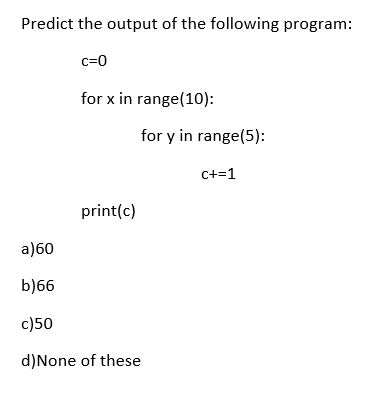 Predict the output of the following program:
c=0
for x in range(10):
for y in range(5):
c+=1
print(c)
a)60
b)66
c)50
d)None of these